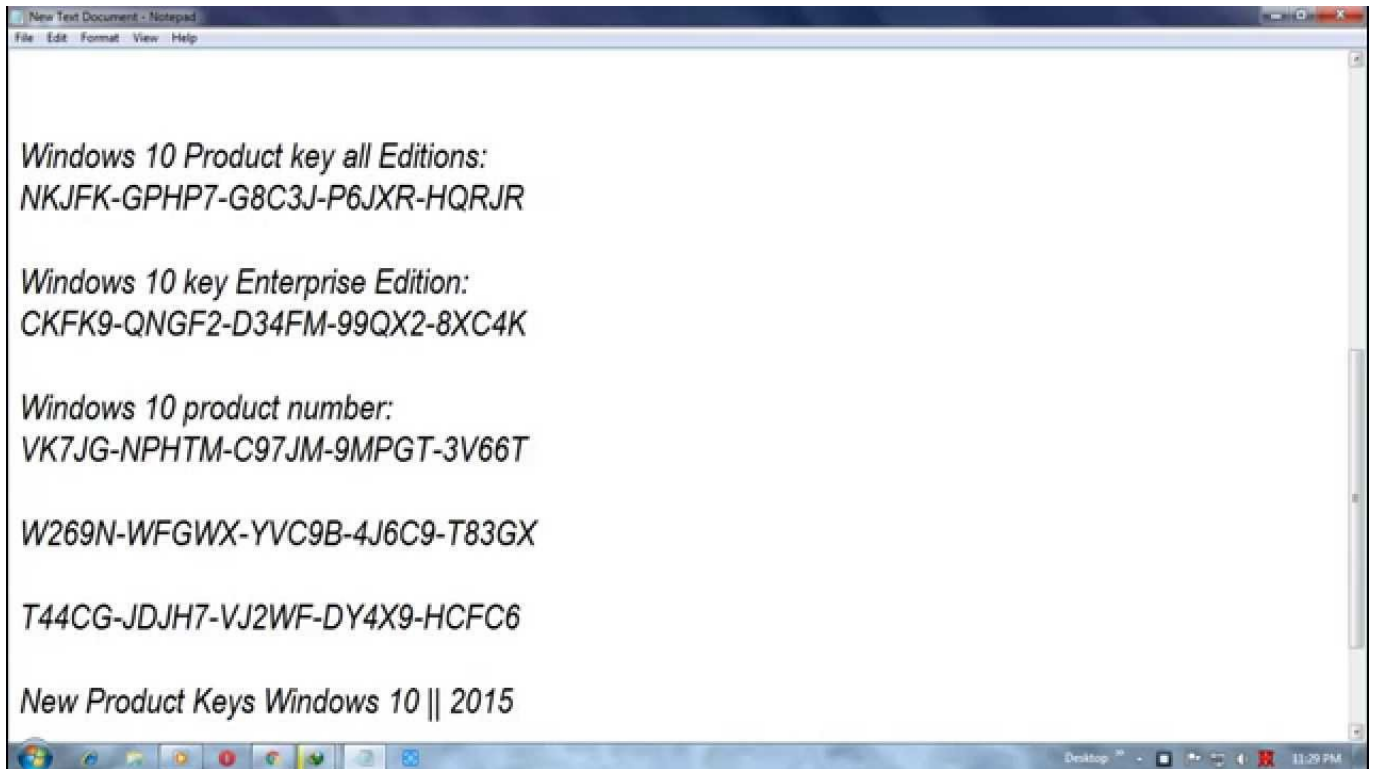 New Text Document - Notepad
File Edit Format View Help
Windows 10 Product key all Editions:
NKJFK-GPHP7-G8C3J-P6JXR-HQRJR
Windows 10 key Enterprise Edition:
CKFK9-QNGF2-D34FM-99QX2-8XC4K
Windows 10 product number:
VK7JG-NPHTM-C97JM-9MPGT-3V66T
W269N-WFGWX-YVC9B-4J6C9-T83GX
T44CG-JDJH7-VJ2WF-DY4X9-HCFC6
New Product Keys Windows 10 || 2015
Desktop » 11:29 PM